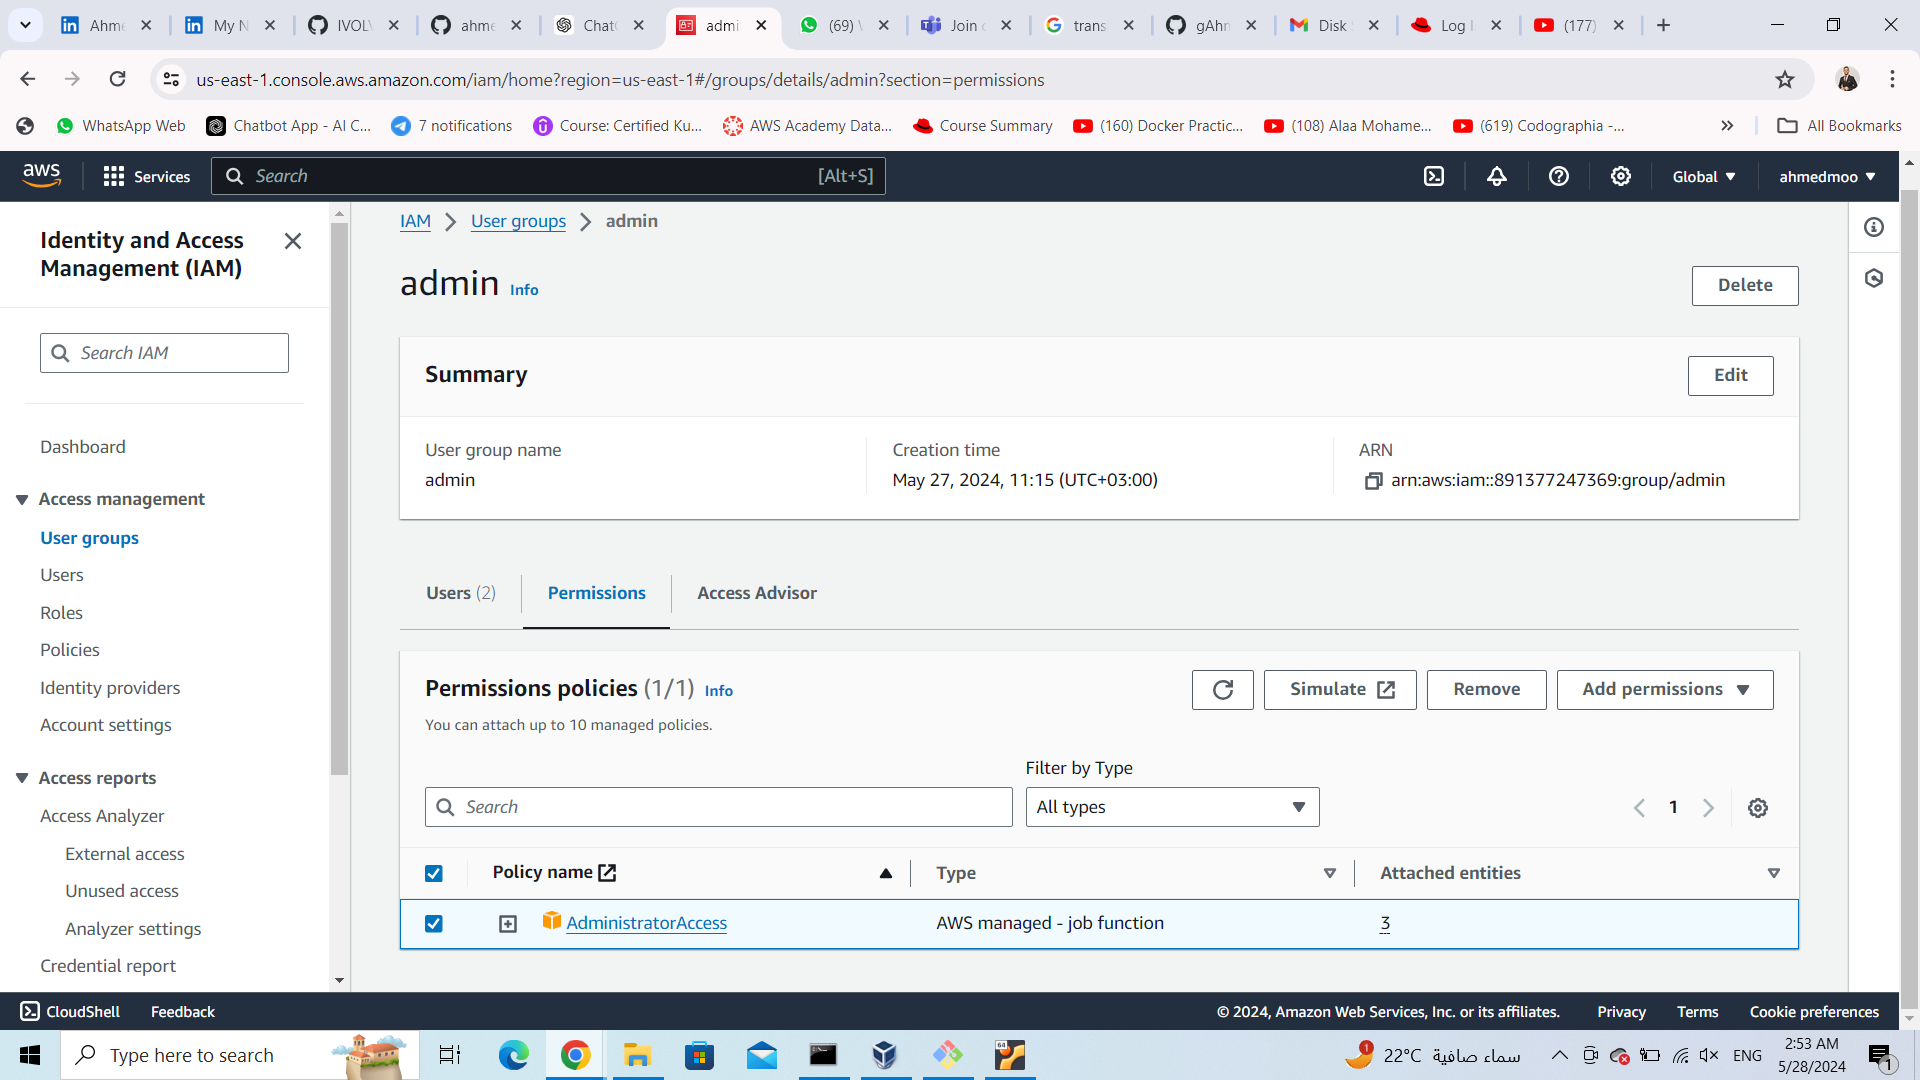 Ahme
My N
IVOLV
ahme
Chat
admi
(69) W
Join c
trans
gAhn
Disk
Log I
(177)
us-east-1.console.aws.amazon.com/iam/home?region=us-east-1#/groups/details/admin?section=permissions
WhatsApp Web
Chatbot App - AI C...
7 notifications
Course: Certified Ku...
AWS Academy Data...
Course Summary
(160) Docker Practic...
(108) Alaa Mohame...
(619) Codographia -...
All Bookmarks
aws
Services
Search
[Alt+S]
Global
ahmedmoo
Identity and Access
Management (IAM)
Search IAM
Dashboard
Access management
User groups
Users
Roles
Policies
Identity providers
Account settings
Access reports
Access Analyzer
External access
Unused access
Analyzer settings
Credential report
IAM
User groups
admin
admin
Info
Delete
Summary
Edit
User group name
admin
Creation time
May 27, 2024, 11:15 (UTC+03:00)
ARN
arn:aws:iam::891377247369:group/admin
Users (2)
Permissions
Access Advisor
Permissions policies (1/1)
Info
You can attach up to 10 managed policies.
Simulate
Remove
Add permissions
Filter by Type
Search
All types
1
Policy name
Type
Attached entities
AdministratorAccess
AWS managed - job function
3
CloudShell
Feedback
© 2024, Amazon Web Services, Inc. or its affiliates.
Privacy
Terms
Cookie preferences
Type here to search
64
1
22°C سماء صافية
ENG
2:53 AM
5/28/2024
1